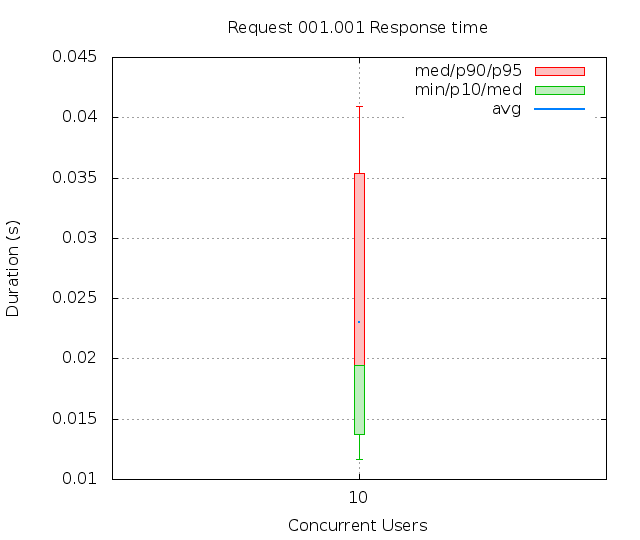 Request 001.001 Response time
0.045
med/p90/p95
min/p10/med
avg
0.04
0.035
0.03
0.025
0.02
0.015
0.01
Duration (s)
10
Concurrent Users